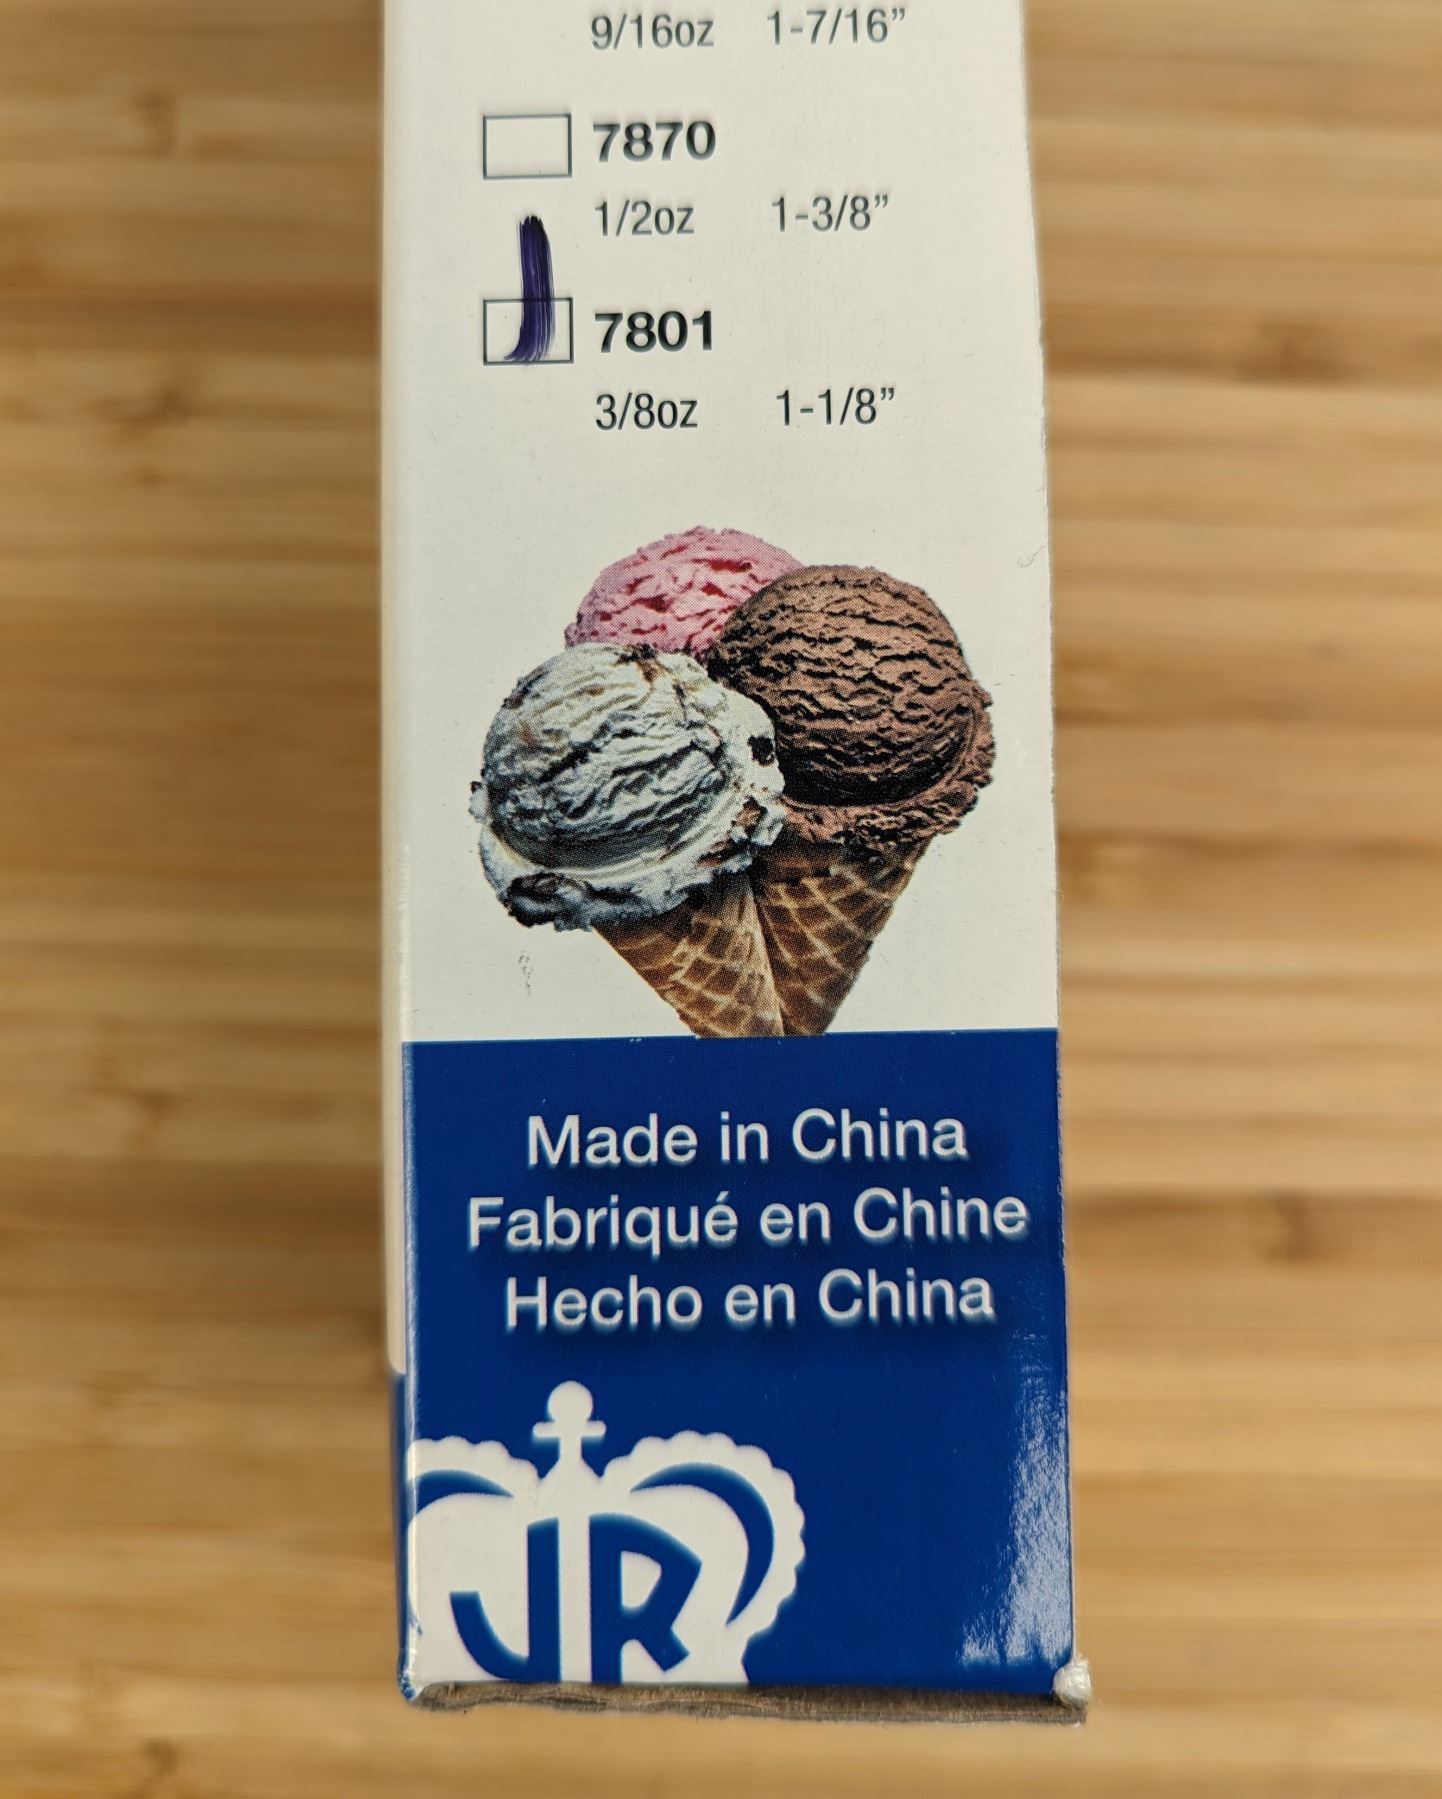 9/16oz 1-7/16”
7870
1/2oz 1-3/8”
7801
3/8oz 1-1/8”
Made in China
Fabriqué en Chine
Hecho en China
JR